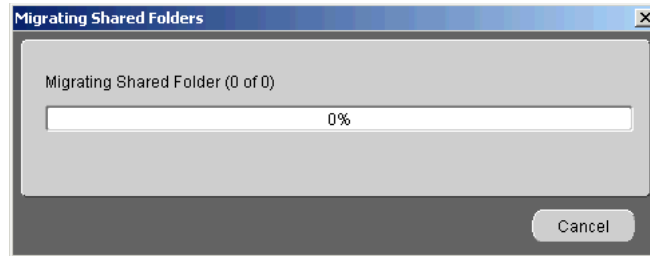 Migrating Shared Folders
Migrating Shared Folder (0 of 0)
0%
Cancel